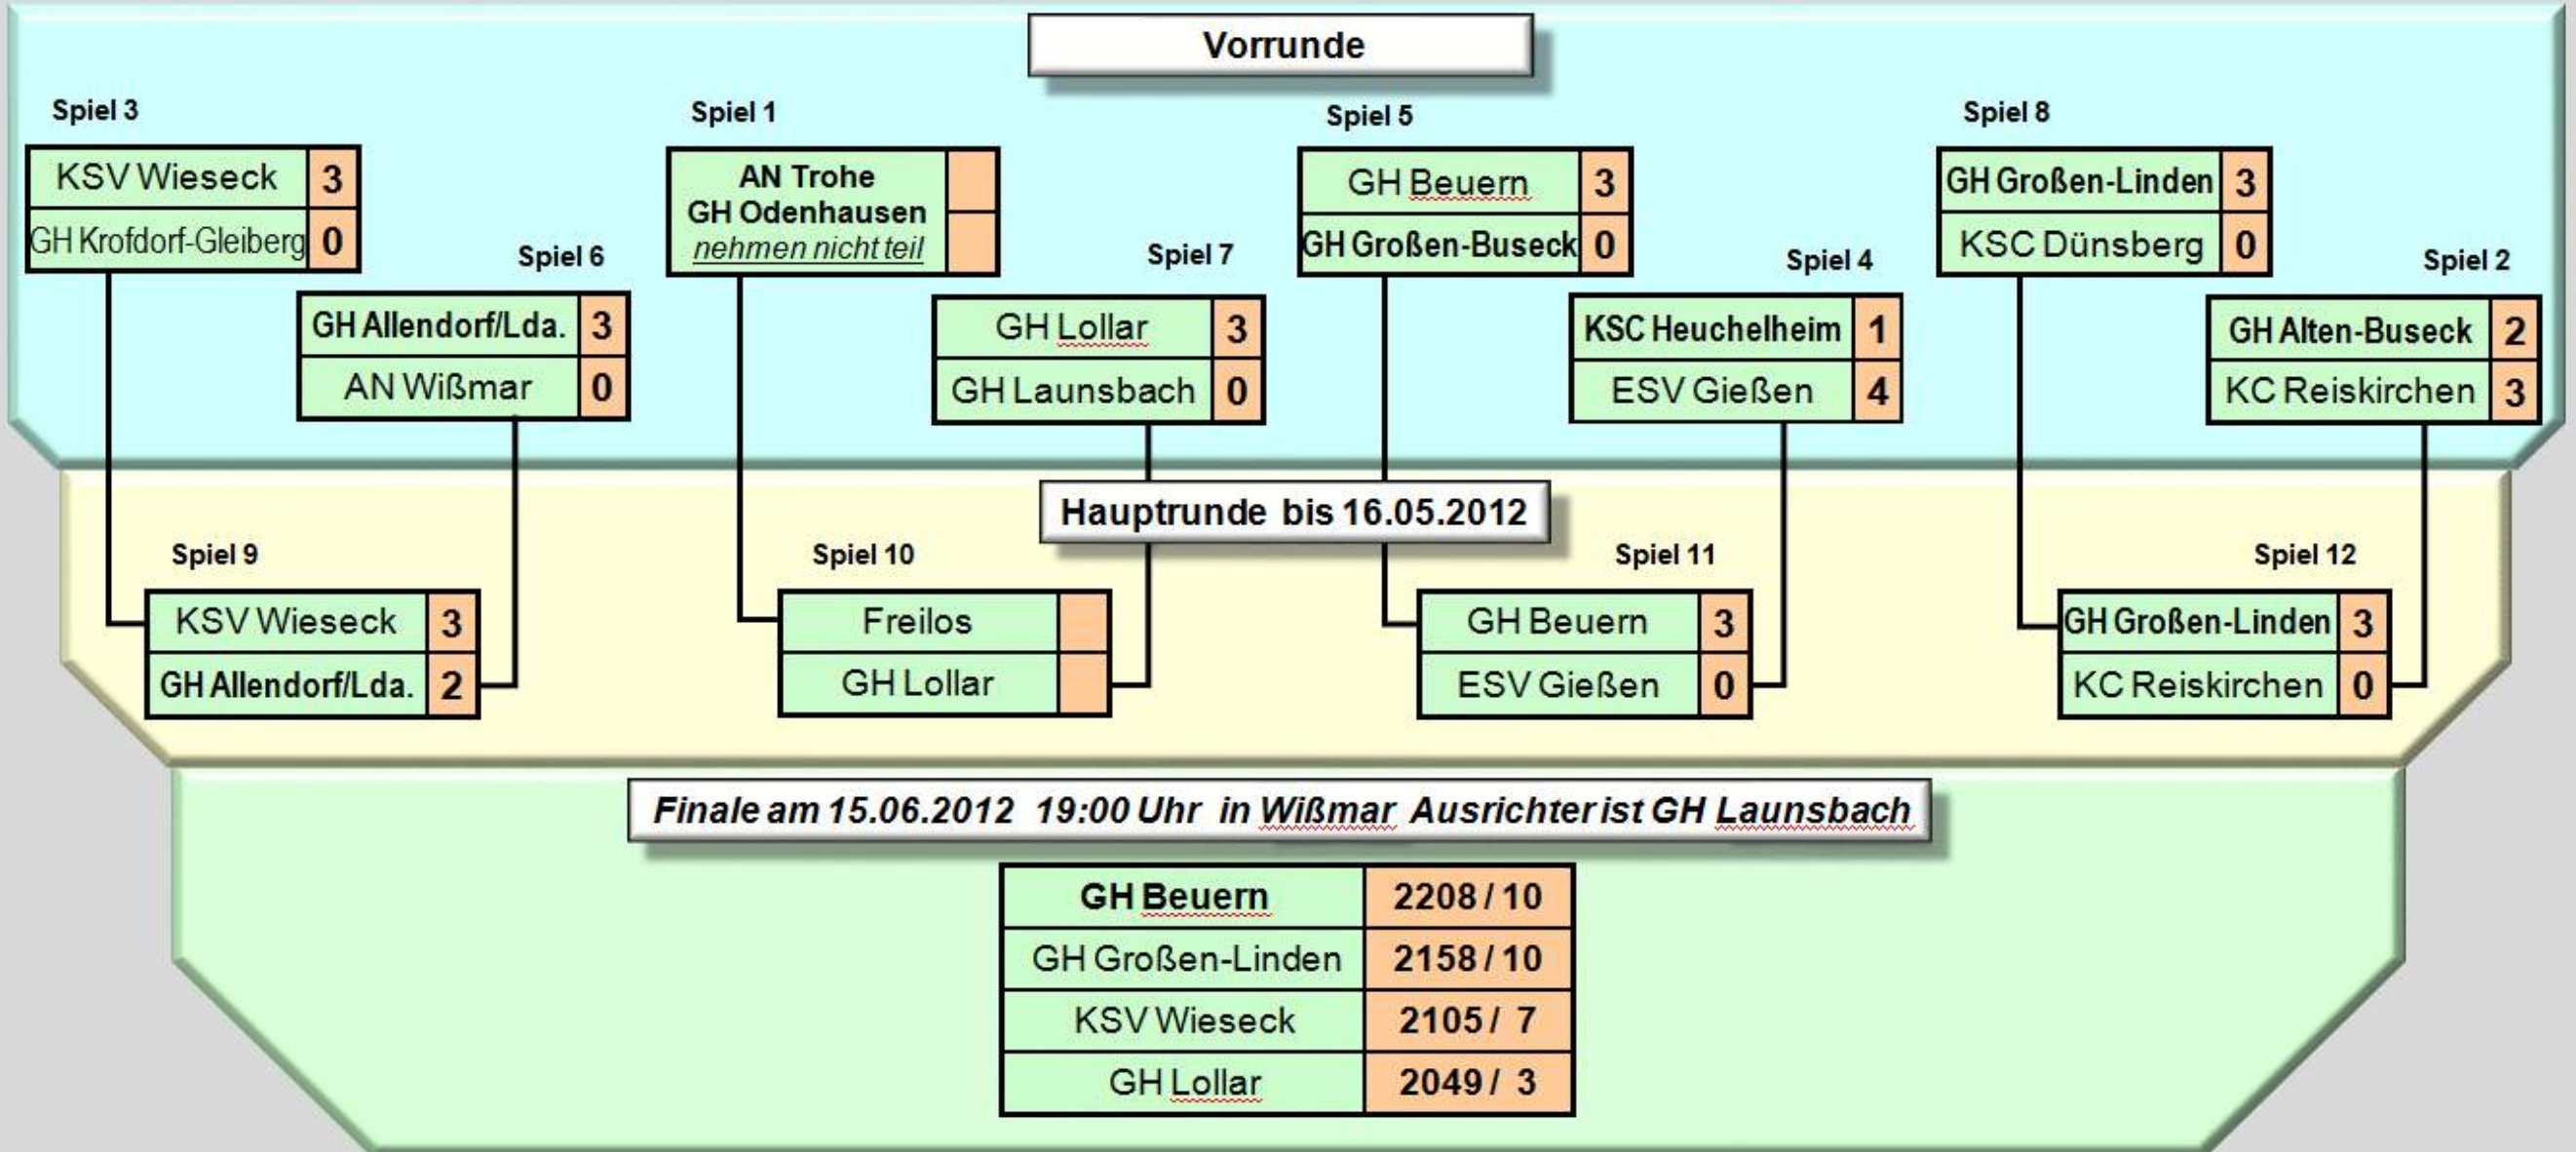 Vorrunde
Spiel 3
KSV Wieseck 3
GH Krofdorf-Gleiberg 0
Spiel 6
GH Allendorf/Lda. 3
AN Wißmar 0
Spiel 1
AN Trohe
GH Odenhausen
nehmen nicht teil
Spiel 7
GH Lollar 3
GH Launsbach 0
Spiel 5
GH Beuern 3
GH Großen-Buseck 0
Spiel 4
KSC Heuchelheim 1
ESV Gießen 4
Spiel 8
GH Großen-Linden 3
KSC Dünsberg 0
Spiel 2
GH Alten-Buseck 2
KC Reiskirchen 3
Hauptrunde bis 16.05.2012
Spiel 9
KSV Wieseck 3
GH Allendorf/Lda. 2
Spiel 10
Freilos
GH Lollar
Spiel 11
GH Beuern 3
ESV Gießen 0
Spiel 12
GH Großen-Linden 3
KC Reiskirchen 0
Finale am 15.06.2012 19:00 Uhr in Wißmar Ausrichter ist GH Launsbach
GH Beuern 2208 / 10
GH Großen-Linden 2158 / 10
KSV Wieseck 2105 / 7
GH Lollar 2049 / 3